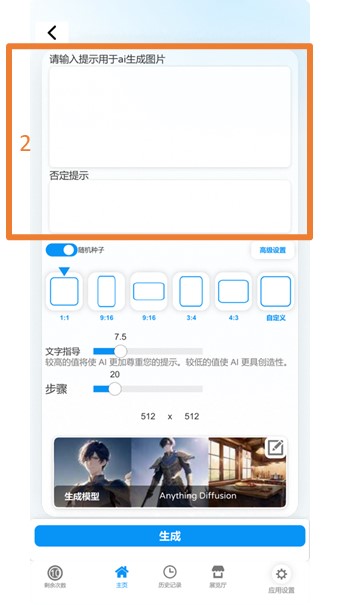 请输入提示用于ai生成图片
2
否定提示
随机种子
高级设置
1:1
9:16
9:16
3:4
4:3
自定义
7.5
文字指导
较高的值将使 AI 更加尊重您的提示。较低的值使 AI 更具创造性。
20
步骤
512 x 512
生成模型 Anything Diffusion
生成
剩余次数 主页 历史记录 展览厅 应用设置